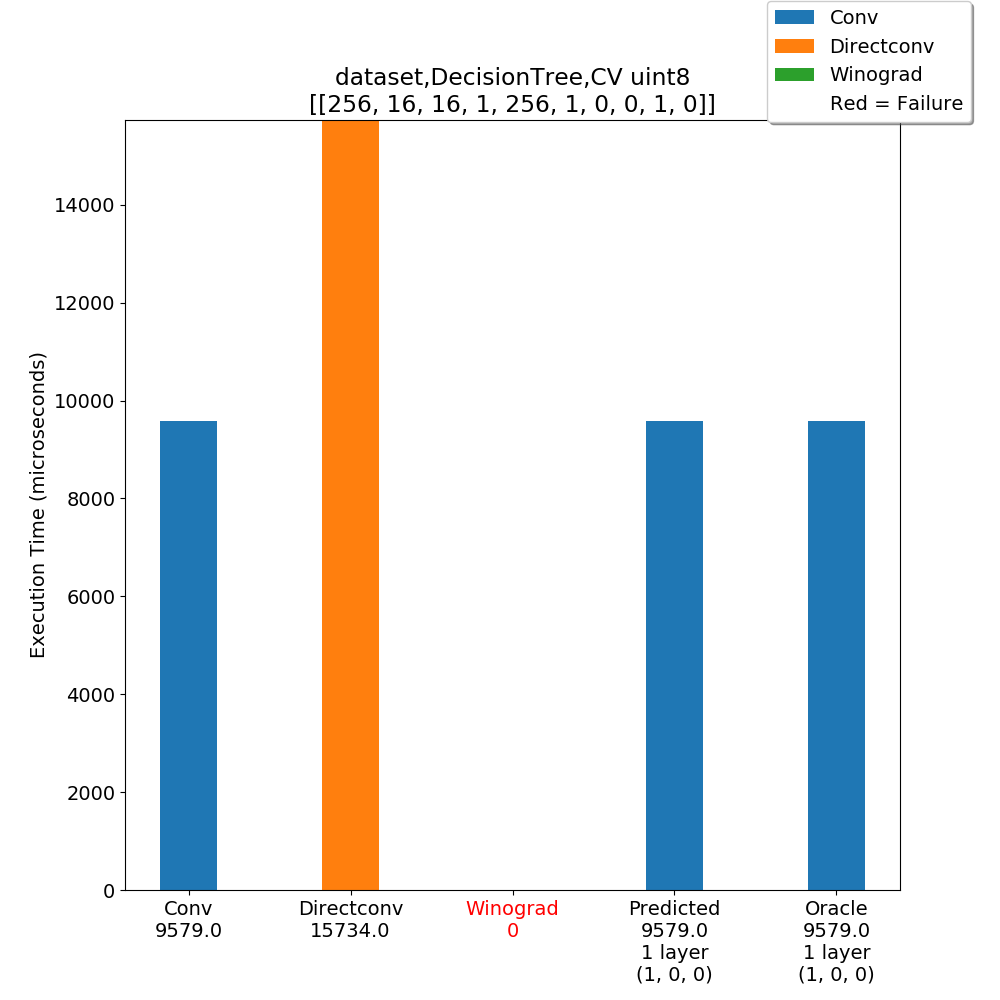 Conv
Directconv
Winograd
Red = Failure
dataset,DecisionTree,CV uint8
[[256, 16, 16, 1, 256, 1, 0, 0, 1, 0]]
Execution Time (microseconds)
14000
12000
10000
8000
6000
4000
2000
0
Conv
9579.0
Directconv
15734.0
Winograd
0
Predicted
9579.0
1 layer
(1, 0, 0)
Oracle
9579.0
1 layer
(1, 0, 0)